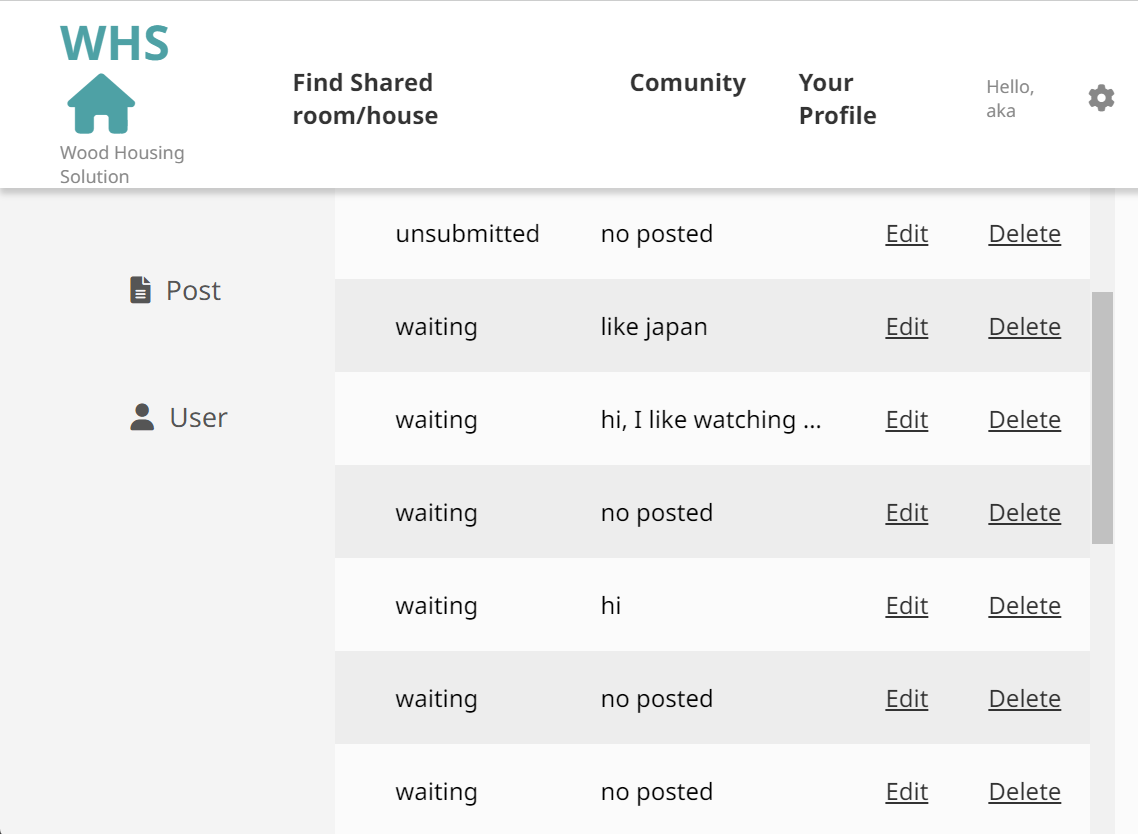 WHS
Wood Housing
Solution
Find Shared
room/house
Comunity
Your
Profile
Hello,
aka
Post
User
unsubmitted no posted Edit Delete
waiting like japan Edit Delete
waiting hi, I like watching ... Edit Delete
waiting no posted Edit Delete
waiting hi Edit Delete
waiting no posted Edit Delete
waiting no posted Edit Delete